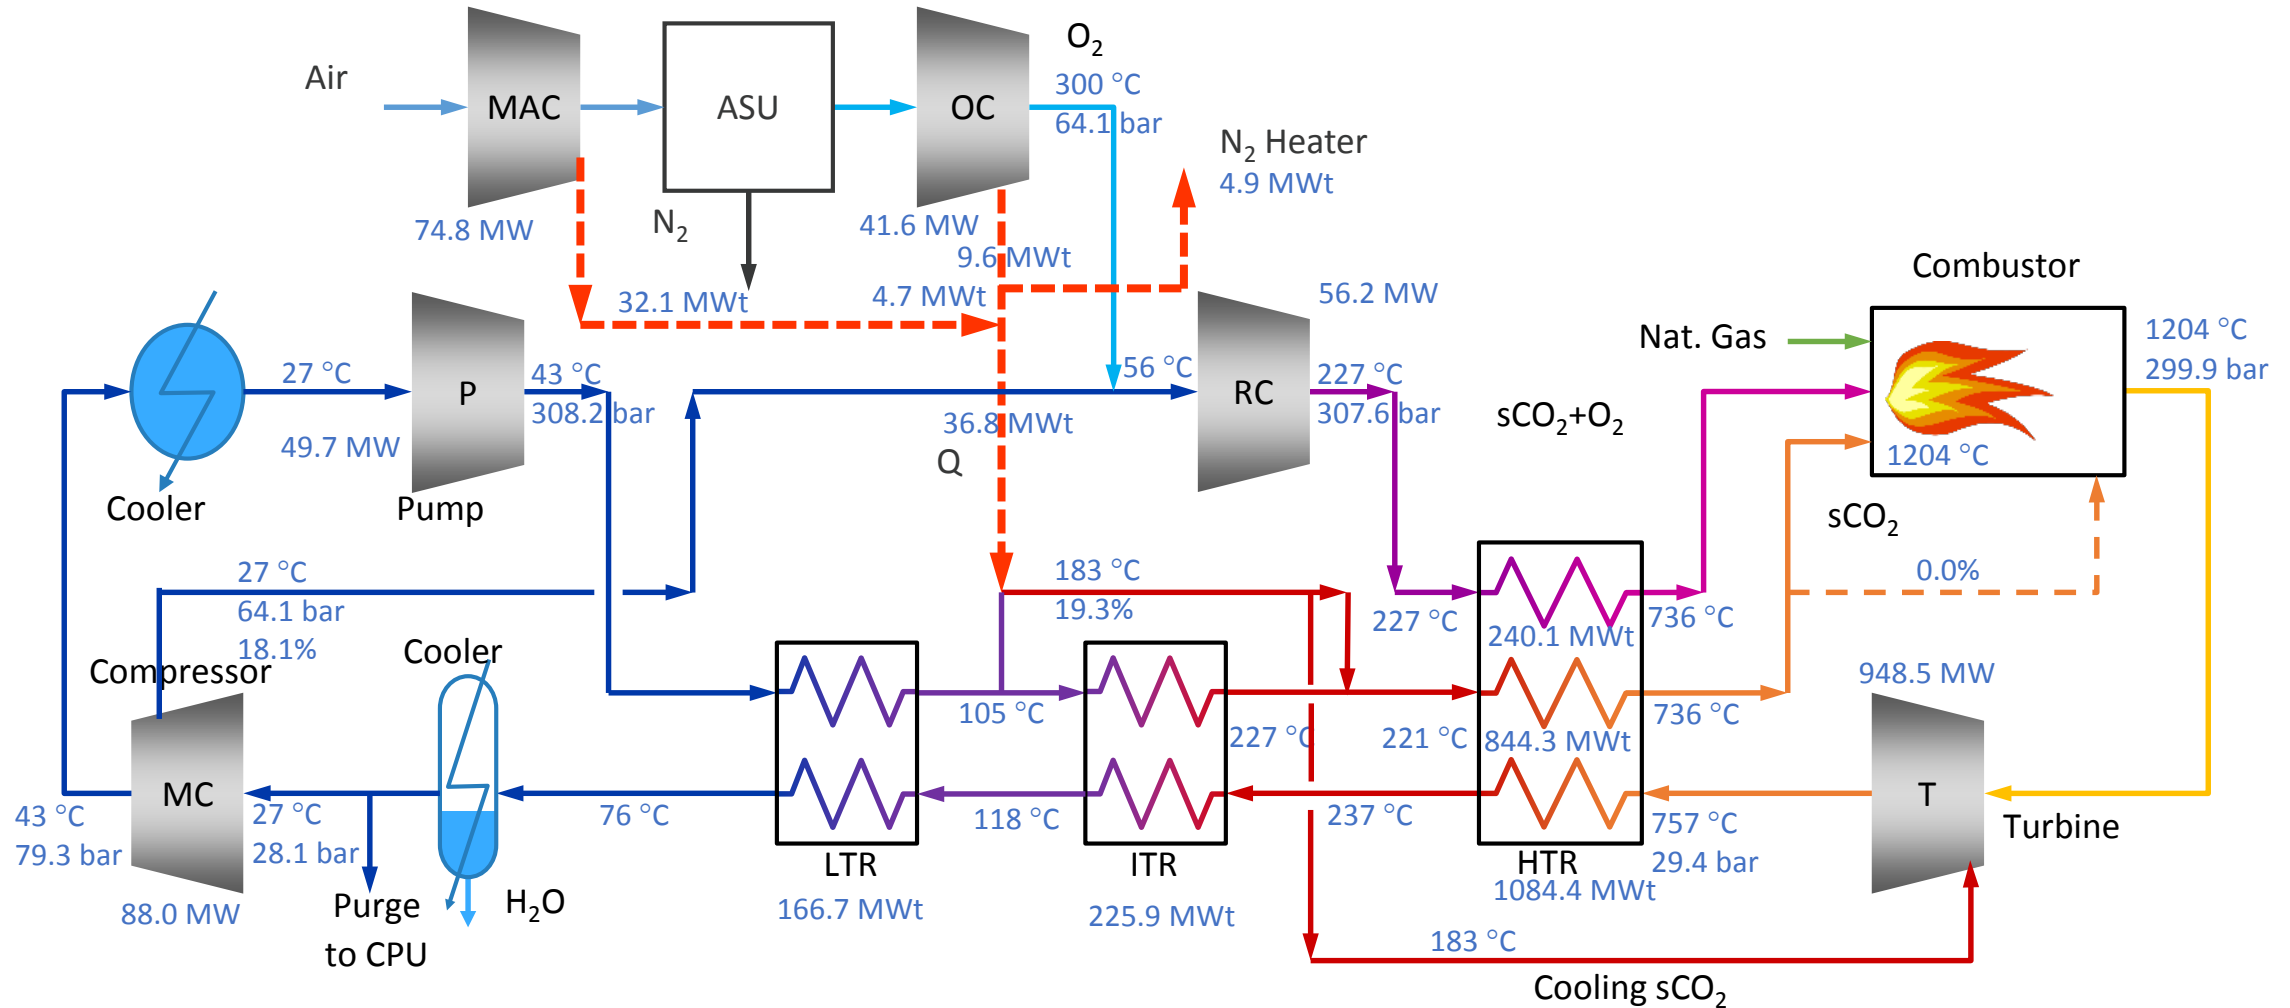 O₂
Air
300 °C
MAC
ASU
OC
64.1 bar
N₂ Heater
4.9 MWt
74.8 MW
N₂
41.6 MW
9.6 MWt
Combustor
32.1 MWt
4.7 MWt
56.2 MW
1204 °C
299.9 bar
Nat. Gas
27 °C
P
43 °C
308.2 bar
56 °C
RC
227 °C
307.6 bar
sCO₂+O₂
49.7 MW
36.8 MWt
Q
1204 °C
Cooler
Pump
sCO₂
27 °C
64.1 bar
18.1%
183 °C
19.3%
0.0%
227 °C
240.1 MWt
736 °C
Cooler
Compressor
948.5 MW
105 °C
227 °C
221 °C
844.3 MWt
736 °C
MC
T
43 °C
79.3 bar
27 °C
28.1 bar
76 °C
118 °C
237 °C
757 °C
29.4 bar
Turbine
LTR
ITR
HTR
1084.4 MWt
88.0 MW
Purge
to CPU
H₂O
166.7 MWt
225.9 MWt
183 °C
Cooling sCO₂